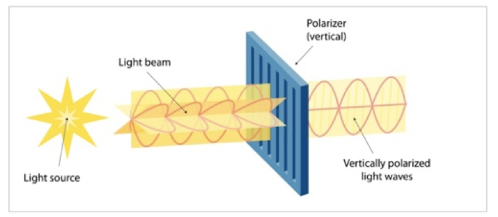 Polarizer
(vertical)
Light beam
Light source
Vertically polarized
light waves